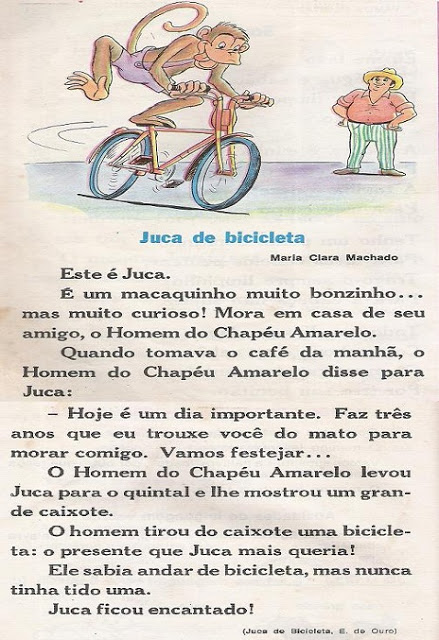 Juca de bicicleta
Maria Clara Machado
Este é Juca.
É um macaquinho muito bonzinho...
mas muito curioso! Mora em casa de seu
amigo, o Homem do Chapéu Amarelo.
Quando tomava o café da manhã, o
Homem do Chapéu Amarelo disse para
Juca:
– Hoje é um dia importante. Faz três
anos que eu trouxe você do mato para
morar comigo. Vamos festejar...
O Homem do Chapéu Amarelo levou
Juca para o quintal e lhe mostrou um gran-
de caixote.
O homem tirou do caixote uma bicicle-
ta: o presente que Juca mais queria!
Ele sabia andar de bicicleta, mas nunca
tinha tido uma.
Juca ficou encantado!
(Juca de Bicicleta, E. de Ouro)